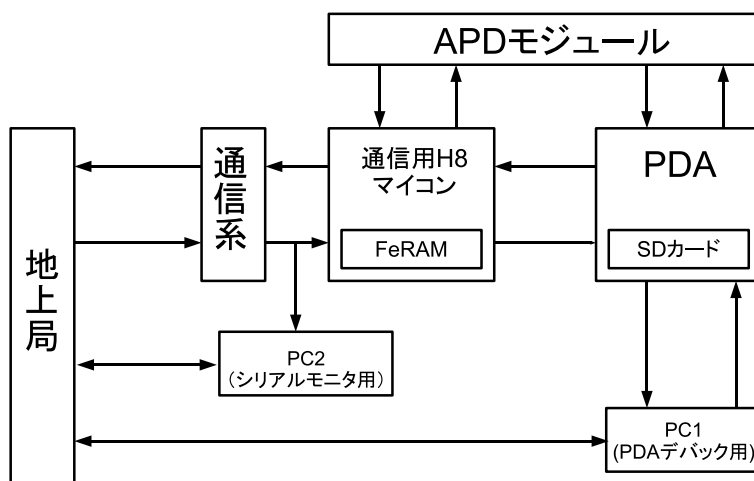 APDモジュール
地上局
通信系
通信用H8
マイコン
FeRAM
PDA
SDカード
PC2
(シリアルモニタ用)
PC1
(PDAデバック用)